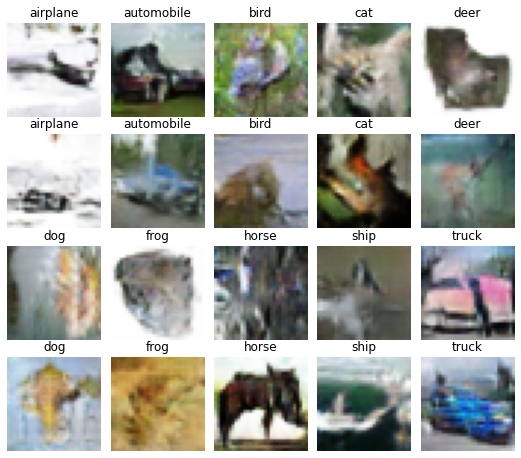 airplane automobile bird cat deer
airplane automobile bird cat deer
dog frog horse ship truck
dog frog horse ship truck